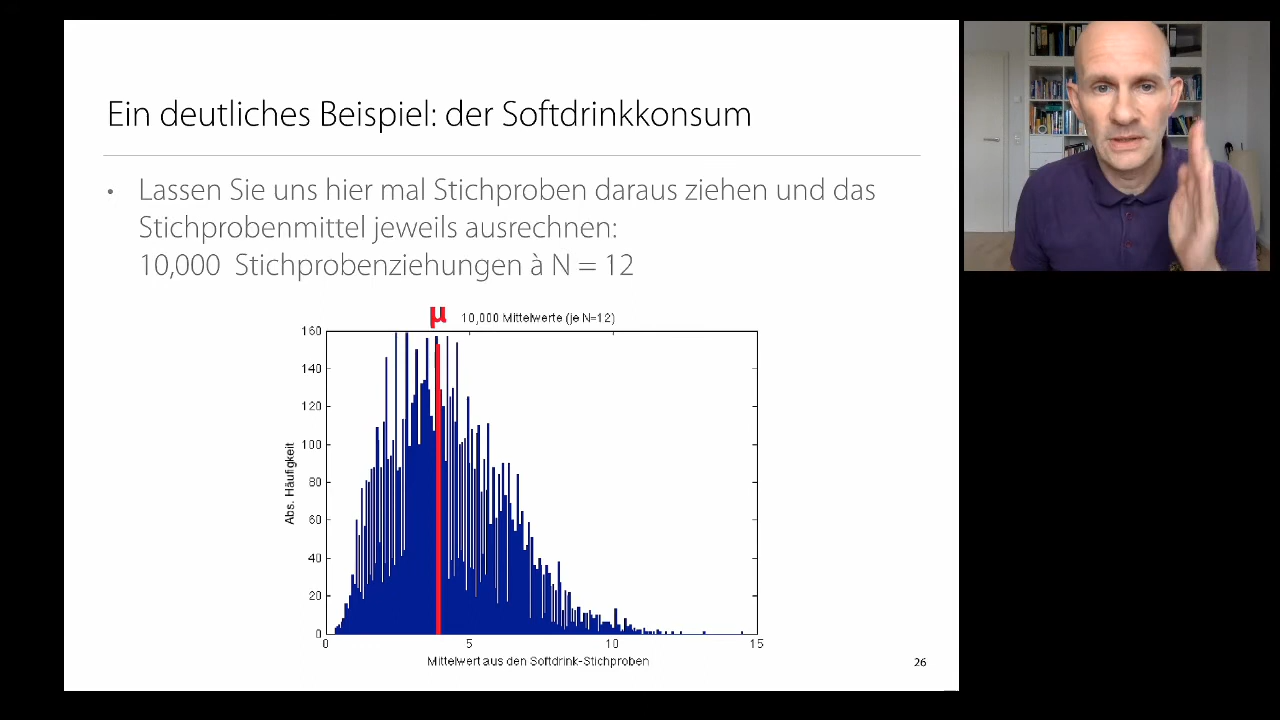 Ein deutliches Beispiel: der Softdrinkkonsum
• Lassen Sie uns hier mal Stichproben daraus ziehen und das
Stichprobenmittel jeweils ausrechnen:
10,000 Stichprobenziehungen à N = 12
μ
10,000 Mittelwerte (je N=12)
160
140
120
100
80
60
40
20
0
Abs. Häufigkeit
0 5 10 15
Mittelwert aus den Softdrink-Stichproben
26